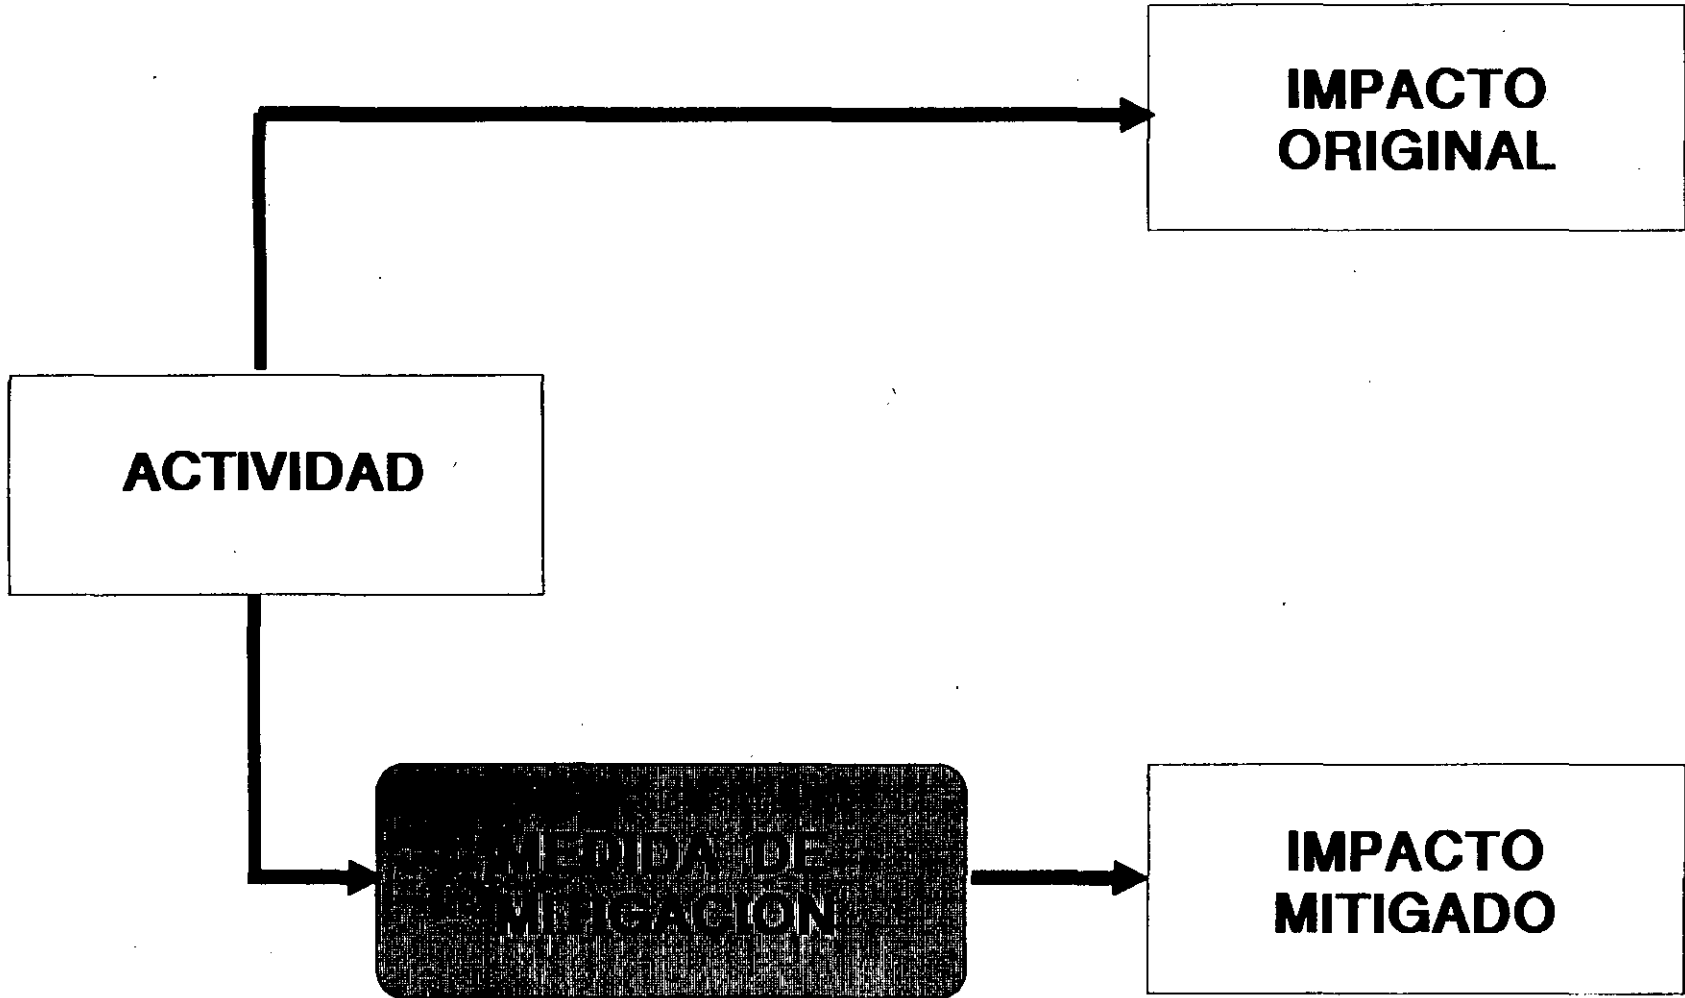 IMPACTO
ORIGINAL
ACTIVIDAD
MEDIDA DE
MITIGACION
IMPACTO
MITIGADO